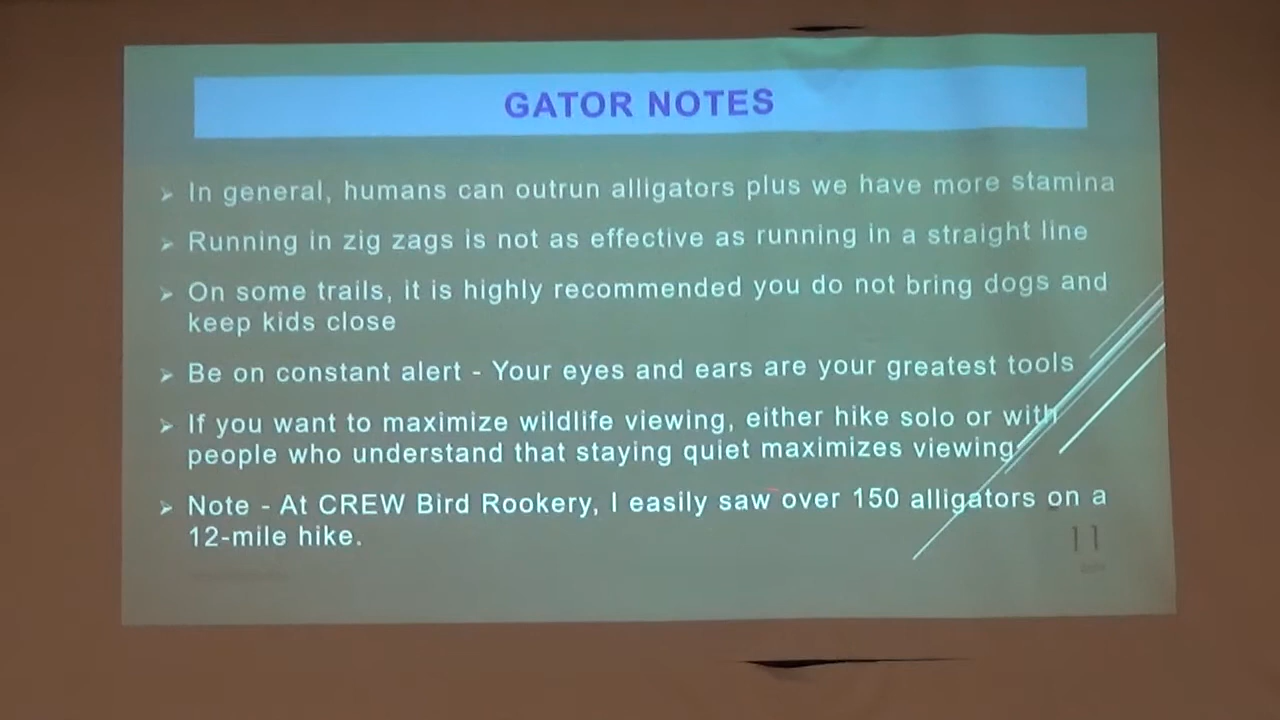 GATOR NOTES
In general, humans can outrun alligators plus we have more stamina
Running in zig zags is not as effective as running in a straight line
On some trails, it is highly recommended you do not bring dogs and
keep kids close
Be on constant alert - Your eyes and ears are your greatest tools
If you want to maximize wildlife viewing, either hike solo or with
people who understand that staying quiet maximizes viewing
Note - At CREW Bird Rookery, I easily saw over 150 alligators on a
12-mile hike.
11